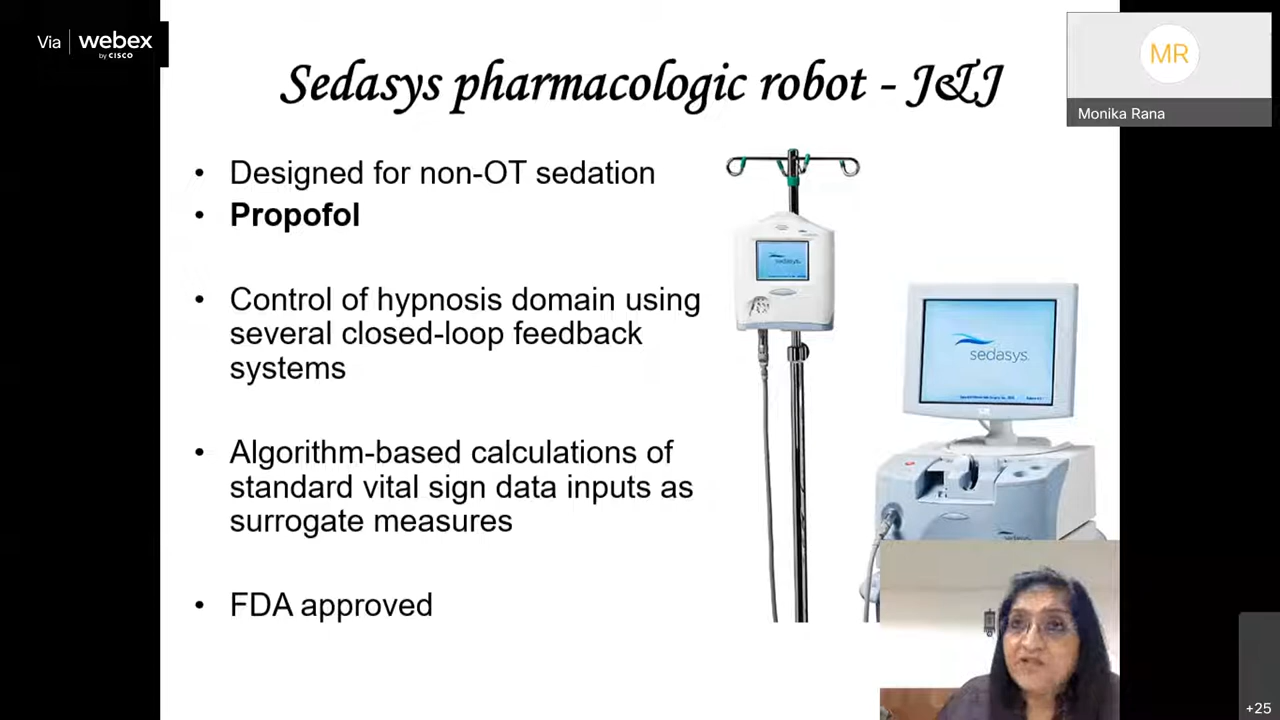 Via webex
by CISCO
Sedasys pharmacologic robot - J&J
MR
Monika Rana
• Designed for non-OT sedation
• Propofol
• Control of hypnosis domain using
several closed-loop feedback
systems
• Algorithm-based calculations of
standard vital sign data inputs as
surrogate measures
• FDA approved
sedasys
sedasys
+25